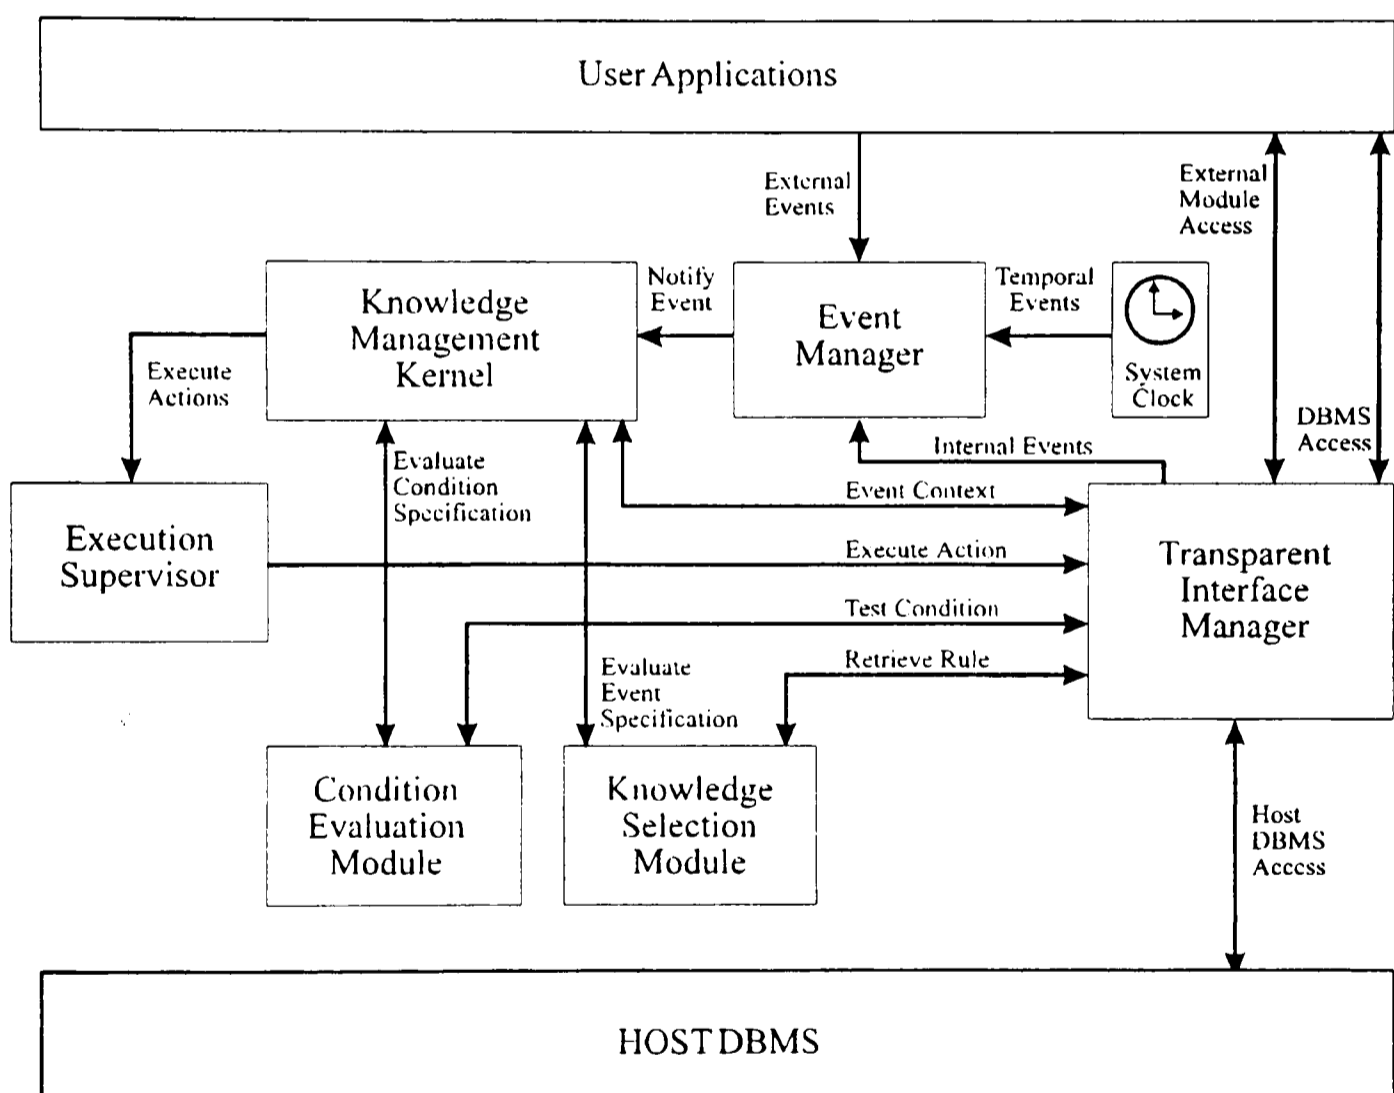 User Applications
External
Events
External
Module
Access
Knowledge
Management
Kernel
Notify
Event
Event
Manager
Temporal
Events
System
Clock
Execute
Actions
DBMS
Access
Internal Events
Evaluate
Condition
Specification
Event Context
Execution
Supervisor
Execute Action
Transparent
Interface
Manager
Test Condition
Retrieve Rule
Evaluate
Event
Specification
Condition
Evaluation
Module
Knowledge
Selection
Module
Host
DBMS
Access
HOST DBMS